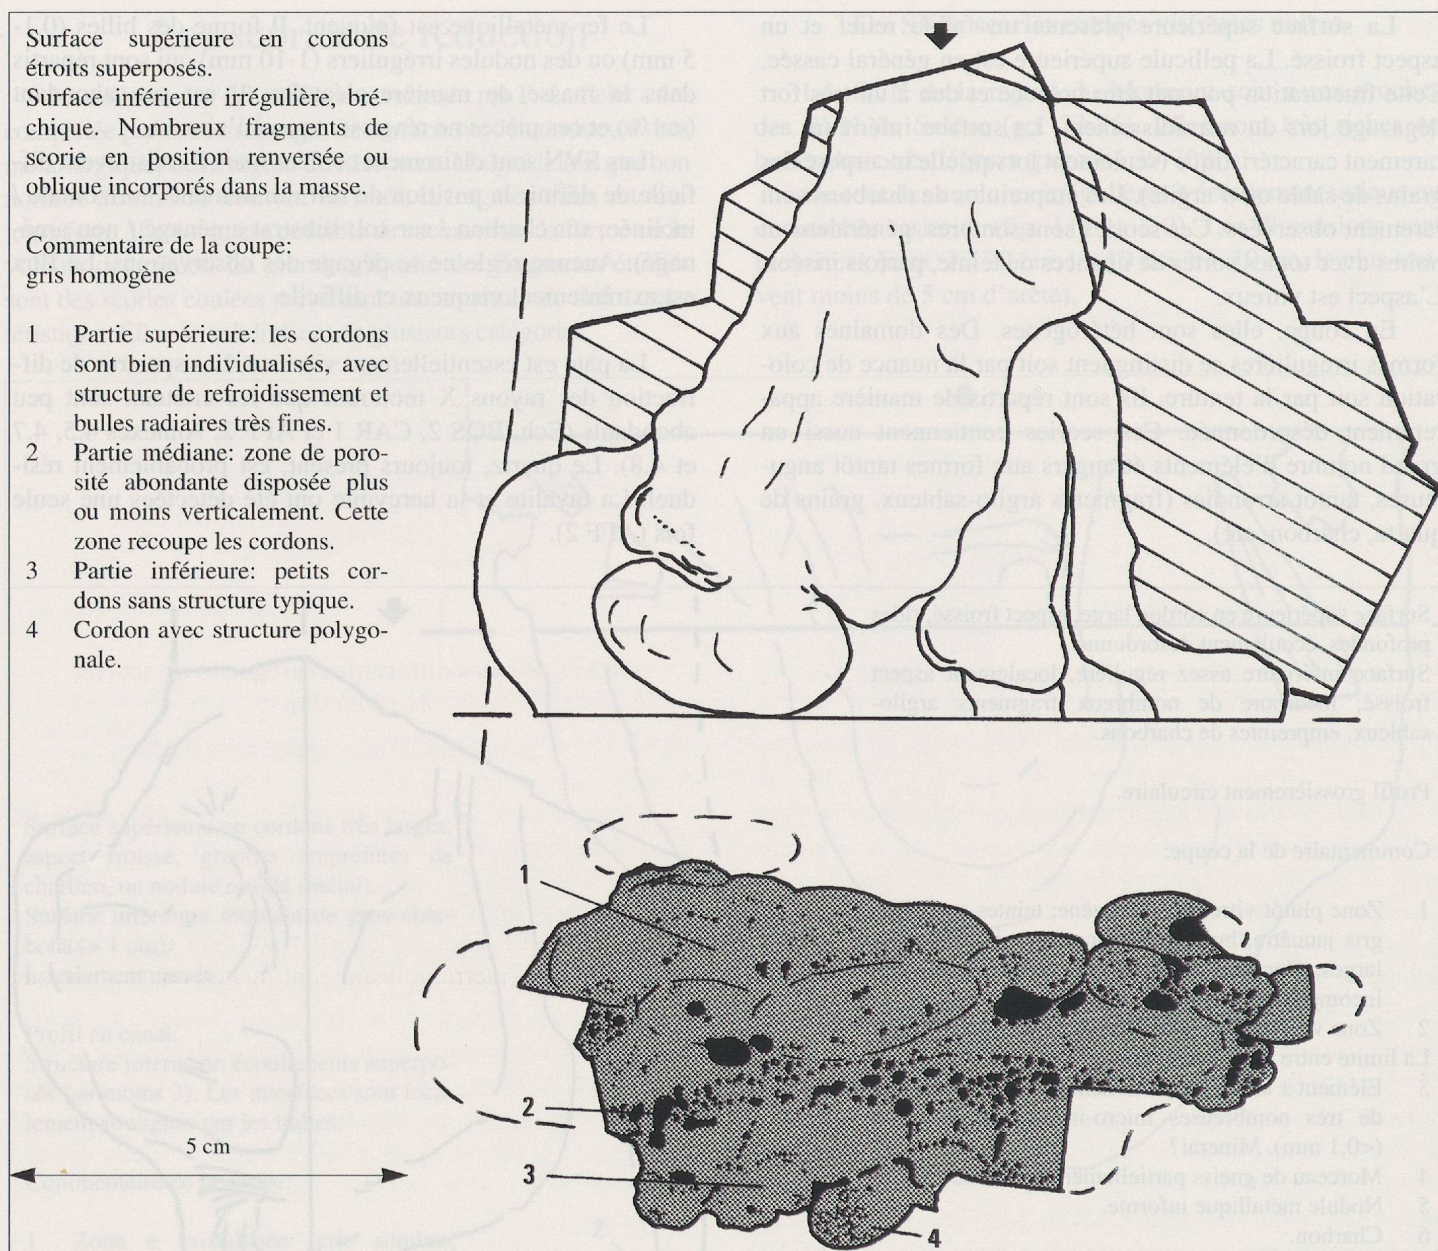 Surface supérieure en cordons
étroits superposés.
Surface inférieure irrégulière, bré-
chique. Nombreux fragments de
scorie en position renversée ou
oblique incorporés dans la masse.
Commentaire de la coupe:
gris homogène
1 Partie supérieure: les cordons
sont bien individualisés, avec
structure de refroidissement et
bulles radiaires très fines.
2 Partie médiane: zone de poro-
sité abondante disposée plus
ou moins verticalement. Cette
zone recoupe les cordons.
3 Partie inférieure: petits cor-
dons sans structure typique.
4 Cordon avec structure polygo-
nale.
1
2
5 cm
3
4